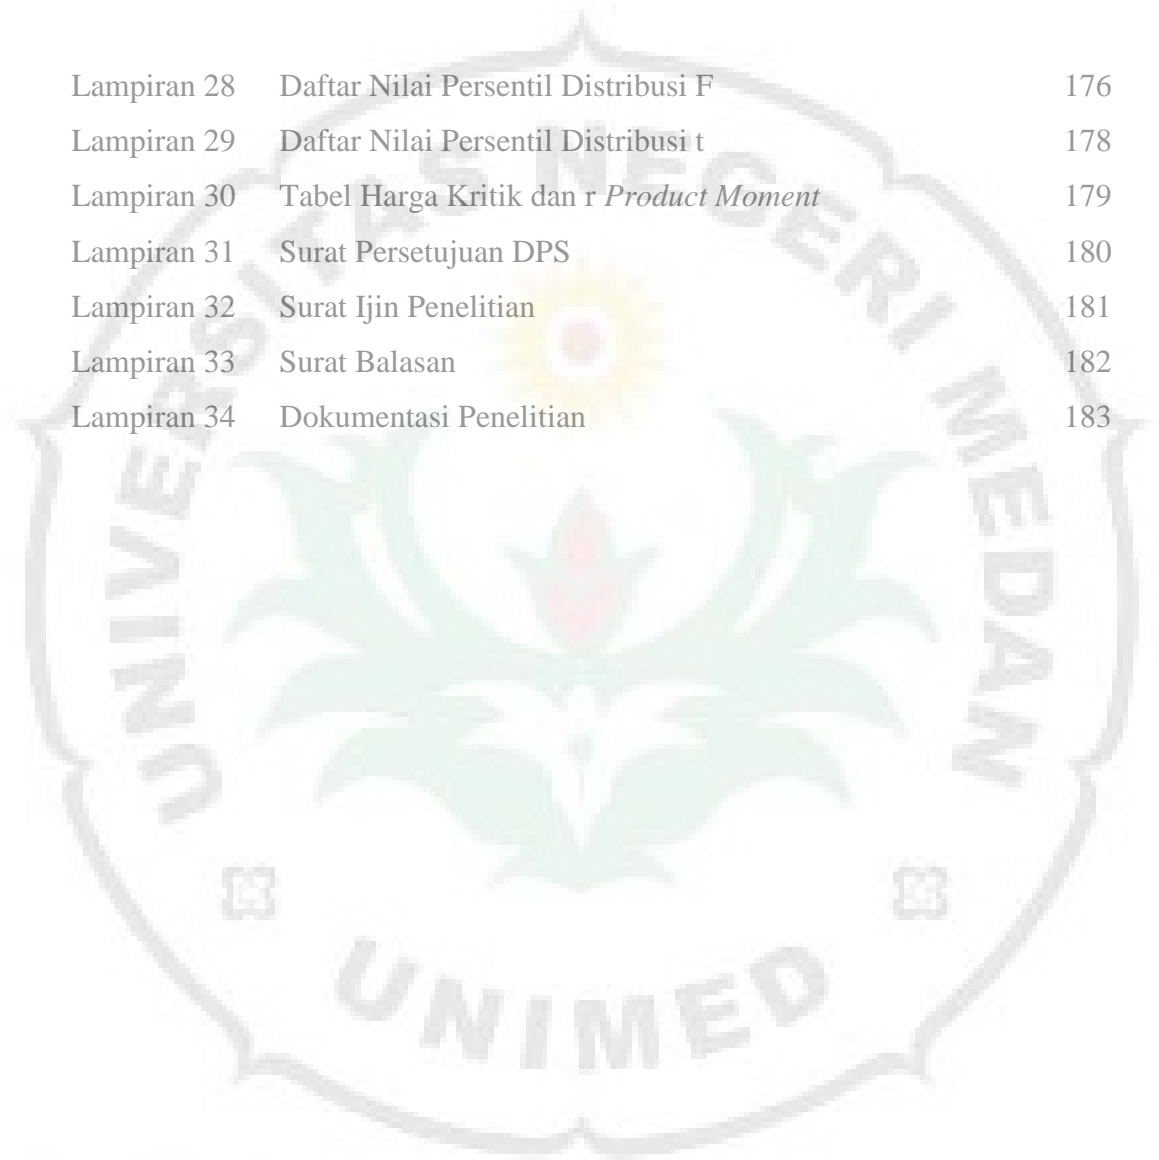 Lampiran 28 Daftar Nilai Persentil Distribusi F 176
Lampiran 29 Daftar Nilai Persentil Distribusi t 178
Lampiran 30 Tabel Harga Kritik dan r Product Moment 179
Lampiran 31 Surat Persetujuan DPS 180
Lampiran 32 Surat Ijin Penelitian 181
Lampiran 33 Surat Balasan 182
Lampiran 34 Dokumentasi Penelitian 183
UNIVERSITAS NEGERI MEDAN
UNIMED